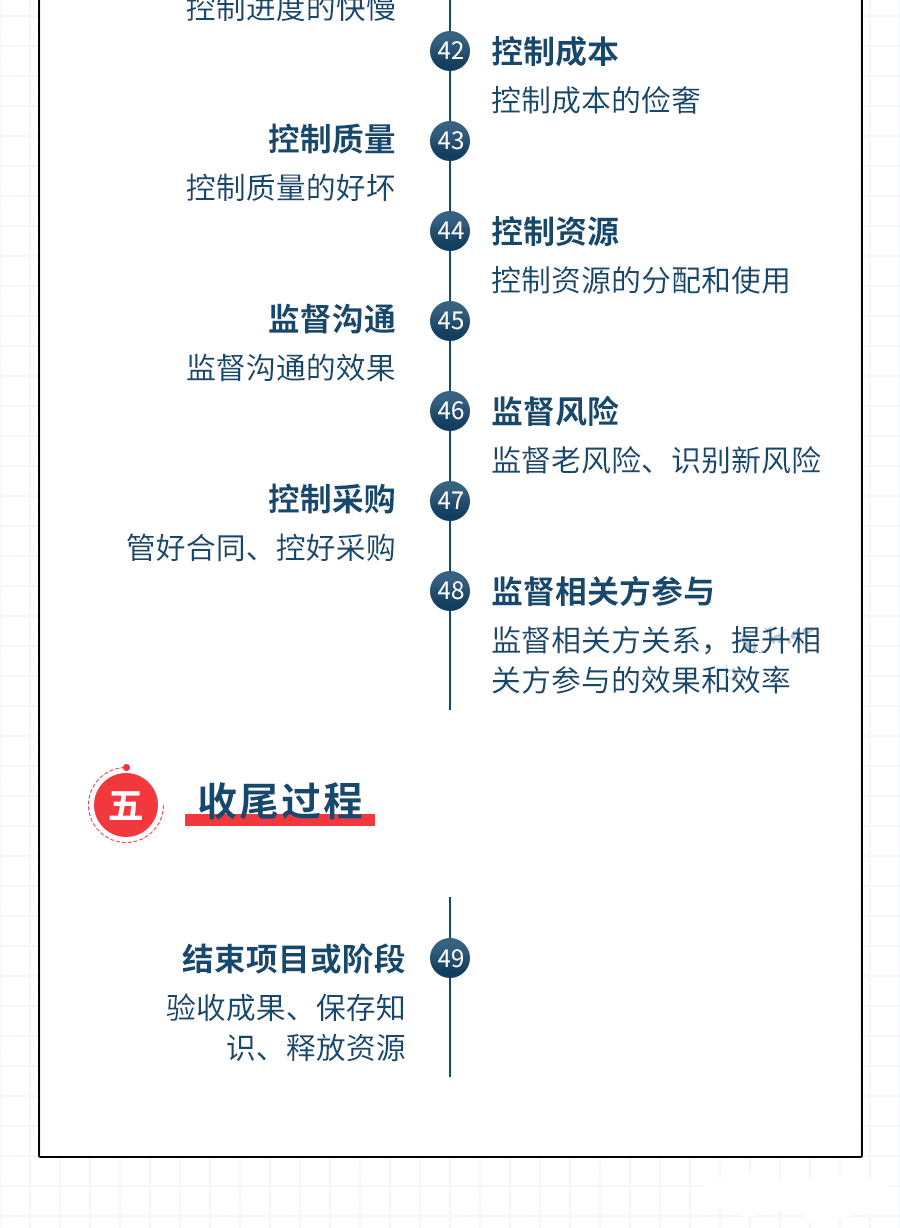 控制进度的快慢
42
控制成本
控制成本的俭奢
43
控制质量
控制质量的好坏
44
控制资源
控制资源的分配和使用
45
监督沟通
监督沟通的效果
46
监督风险
监督老风险、识别新风险
47
控制采购
管好合同、控好采购
48
监督相关方参与
监督相关方关系，提升相
关方参与的效果和效率
五
收尾过程
49
结束项目或阶段
验收成果、保存知
识、释放资源